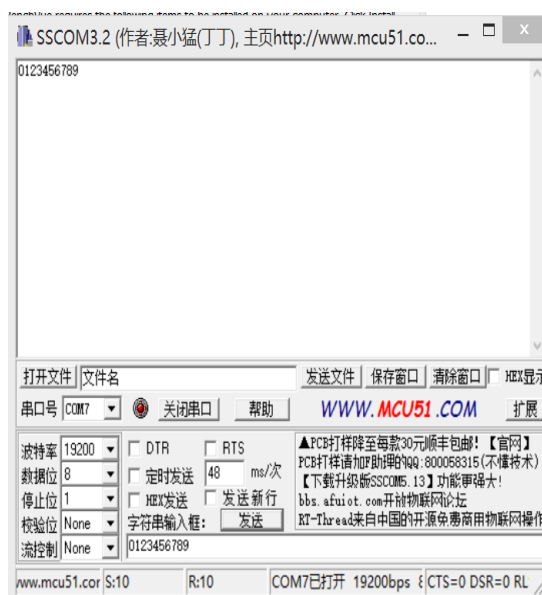 SSCOM3.2 (作者:聂小猛(丁丁), 主页http://www.mcu51.co...
0123456789
打开文件 文件名 发送文件 保存窗口 清除窗口 HEX显示
串口号 COM7 关闭串口 帮助 WWW.MCU51.COM 扩展
波特率 19200 DTR RTS
数据位 8 定时发送 48 ms/次
停止位 1 HEX发送 发送新行
校验位 None 字符串输入框: 发送
流控制 None 0123456789
▲PCB打样降至每款30元顺丰包邮!【官网】
PCB打样请加F助理的QQ:800058315(不懂技术)
【下载升级版SSCOM5.13】功能更强大!
bbs.afuiot.com开放物联网论坛
RT-Thread来自中国的开源免费商用物联网操作
www.mcu51.cor S:10 R:10 COM7已打开 19200bps 8 CTS=0 DSR=0 RL